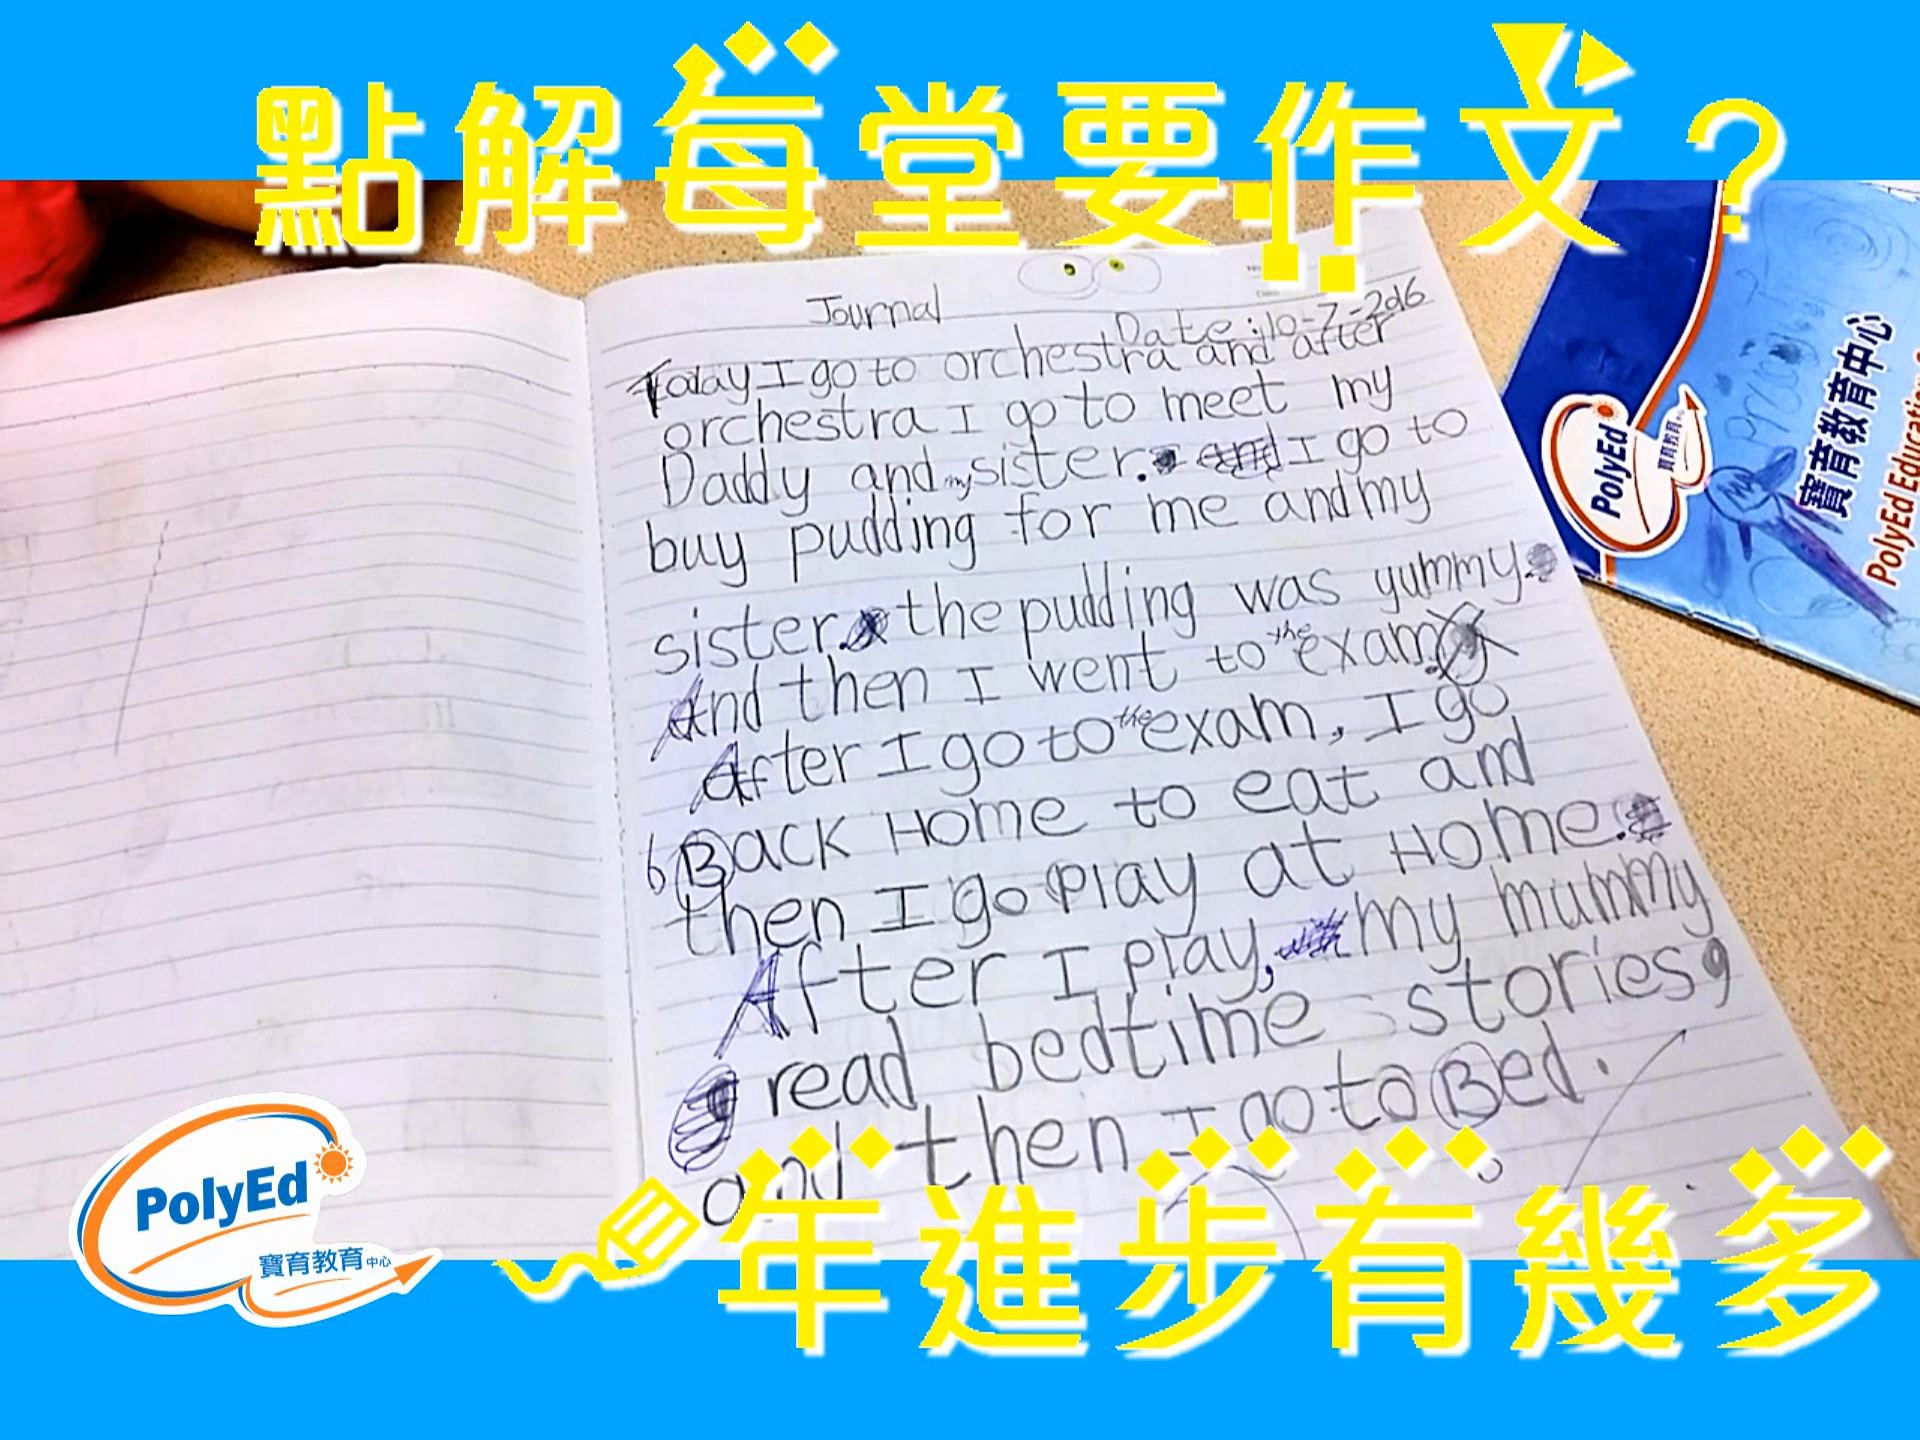 點解每堂要作文？
Journal
Date: 10-7-2016
Today I go to orchestra and after
orchestra I go to meet my
Daddy and my sister. and I go to
buy pudding for me and my
sister. the pudding was yummy.
And then I went to the exam.
After I go to the exam, I go
b Back Home to eat and
then I go play at Home.
After I play, my mummy
read bedtime stories,
and then I go to Bed.
PolyEd
寶育教育中心
PolyEd Education
PolyEd
寶育教育中心
一年進步有幾多